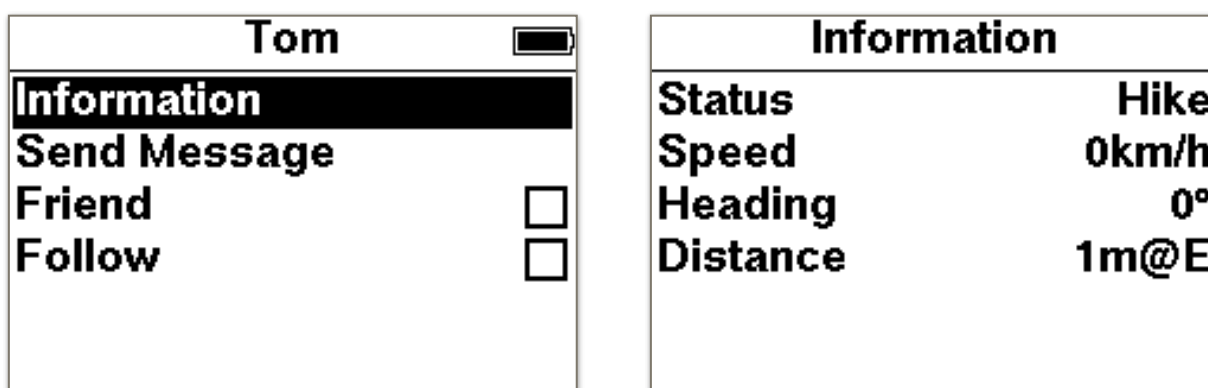 Tom
Information
Send Message
Friend
Follow
Information
Status Hike
Speed 0km/h
Heading 0°
Distance 1m@E